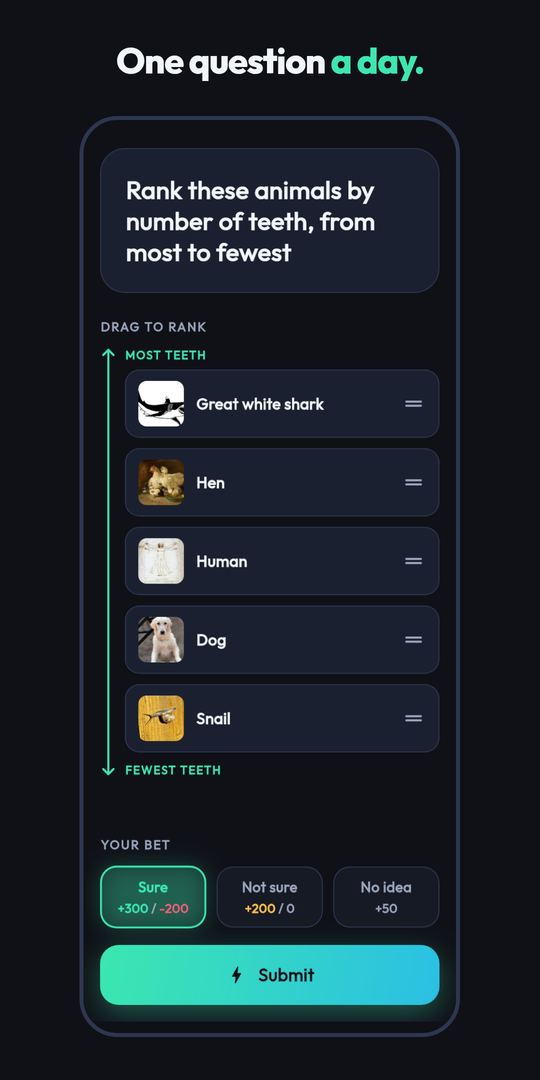 One question a day.
Rank these animals by
number of teeth, from
most to fewest
DRAG TO RANK
MOST TEETH
Great white shark
Hen
Human
Dog
Snail
FEWEST TEETH
YOUR BET
Sure
+300 / -200
Not sure
+200 / 0
No idea
+50
Submit